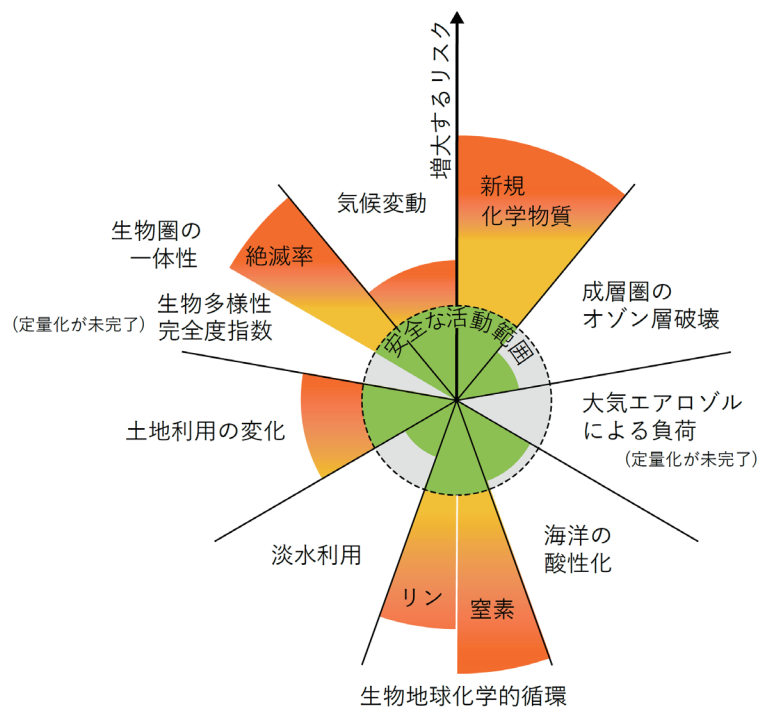 増大するリスク
新規
化学物質
気候変動
生物圏の
一体性
絶滅率
生物多様性
完全度指数
(定量化が未完了)
成層圏の
オゾン層破壊
安全な活動範囲
大気エアロゾル
による負荷
(定量化が未完了)
土地利用の変化
海洋の
酸性化
淡水利用
リン
窒素
生物地球化学的循環